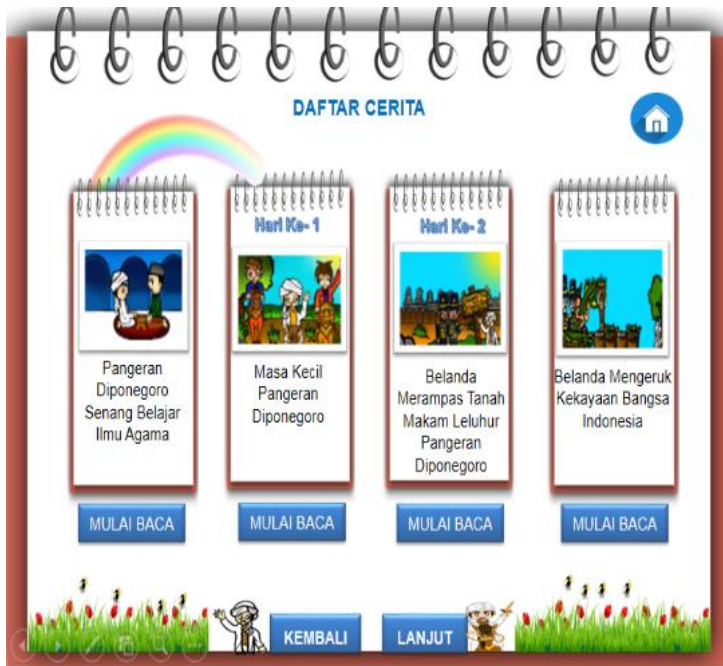 DAFTAR CERITA
Pangeran
Diponegoro
Senang Belajar
Ilmu Agama
MULAI BACA
Hari Ke- 1
Masa Kecil
Pangeran
Diponegoro
MULAI BACA
Hari Ke- 2
Belanda
Merampas Tanah
Makam Leluhur
Pangeran
Diponegoro
MULAI BACA
Belanda Mengeruk
Kekayaan Bangsa
Indonesia
MULAI BACA
KEMBALI
LANJUT